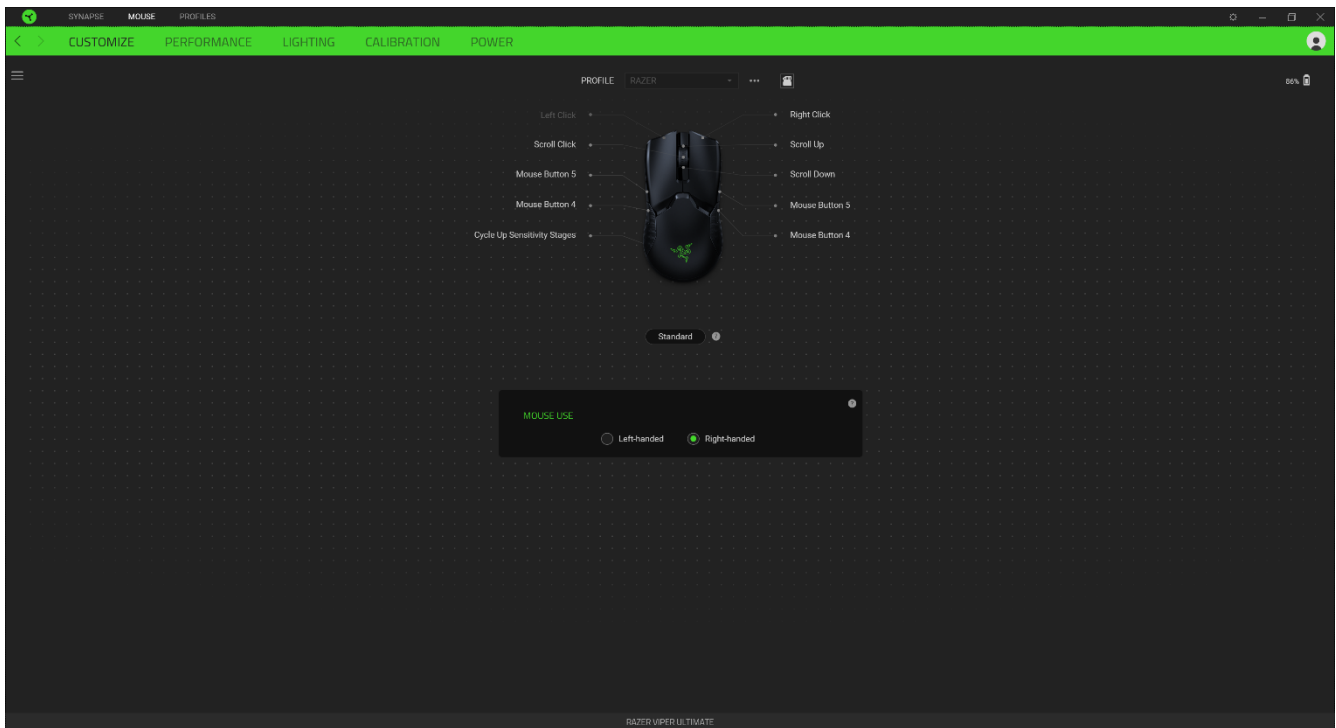 SYNAPSE MOUSE PROFILES
CUSTOMIZE PERFORMANCE LIGHTING CALIBRATION POWER
PROFILE RAZER
86%
Left Click Right Click
Scroll Click Scroll Up
Mouse Button 5 Scroll Down
Mouse Button 4 Mouse Button 5
Cycle Up Sensitivity Stages Mouse Button 4
Standard
MOUSE USE
Left-handed Right-handed
RAZER VIPER ULTIMATE